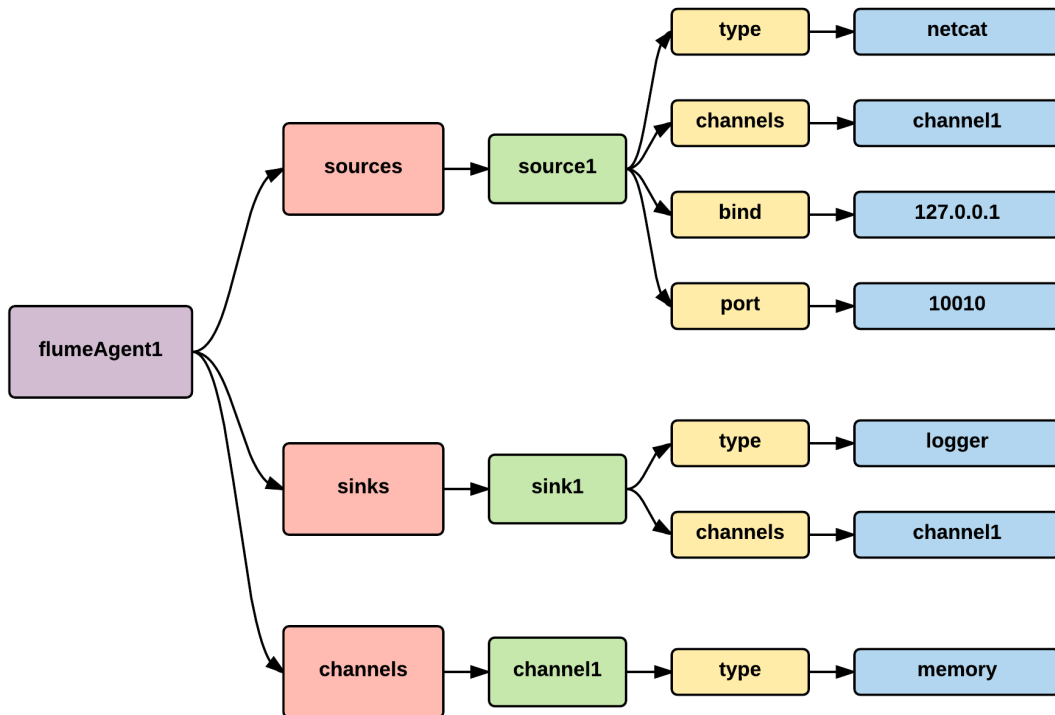 flumeAgent1
sources
source1
type
netcat
channels
channel1
bind
127.0.0.1
port
10010
sinks
sink1
type
logger
channels
channel1
channels
channel1
type
memory